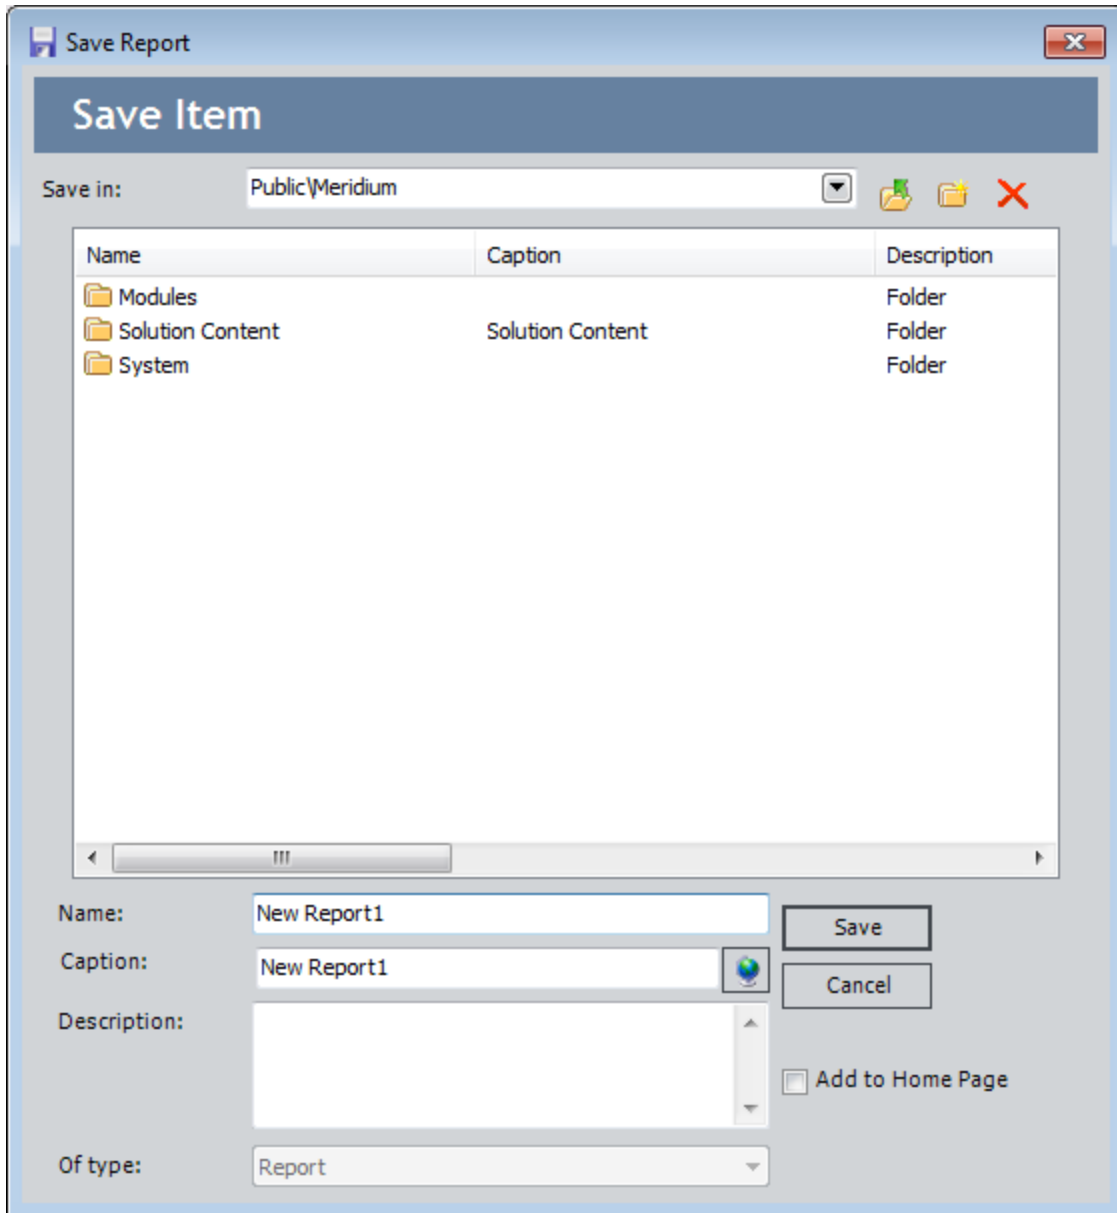 Save Report
Save Item
Save in: Public\Meridium
Name Caption Description
Modules Folder
Solution Content Solution Content Folder
System Folder
Name: New Report1 Save
Caption: New Report1 Cancel
Description:
Add to Home Page
Of type: Report